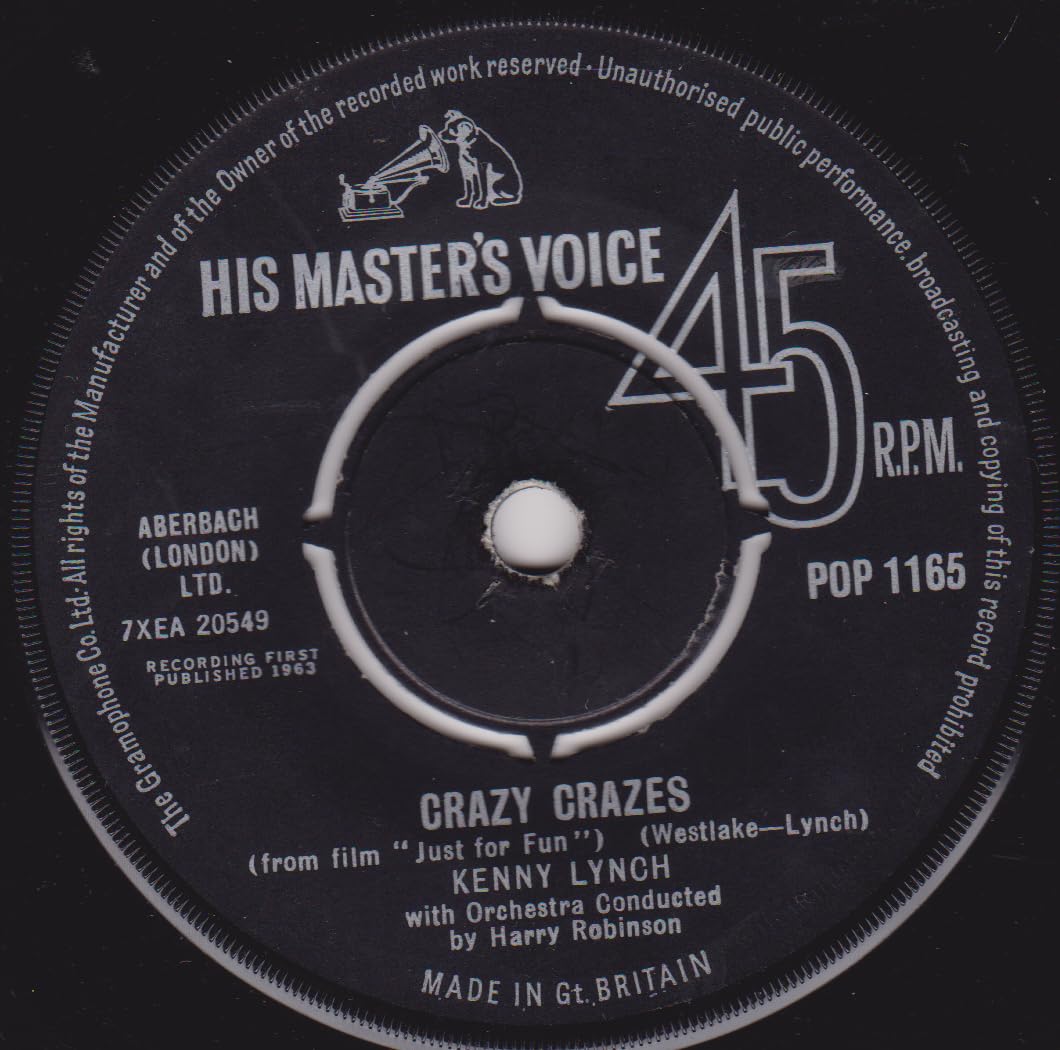 The Gramophone Co. Ltd. · All rights of the Manufacturer and of the Owner of the recorded work reserved · Unauthorised public performance, broadcasting and copying of this record prohibited
HIS MASTER'S VOICE
45
R.P.M.
ABERBACH
(LONDON)
LTD.
7XEA 20549
RECORDING FIRST
PUBLISHED 1963
POP 1165
CRAZY CRAZES
(from film "Just for Fun") (Westlake—Lynch)
KENNY LYNCH
with Orchestra Conducted
by Harry Robinson
MADE IN Gt. BRITAIN